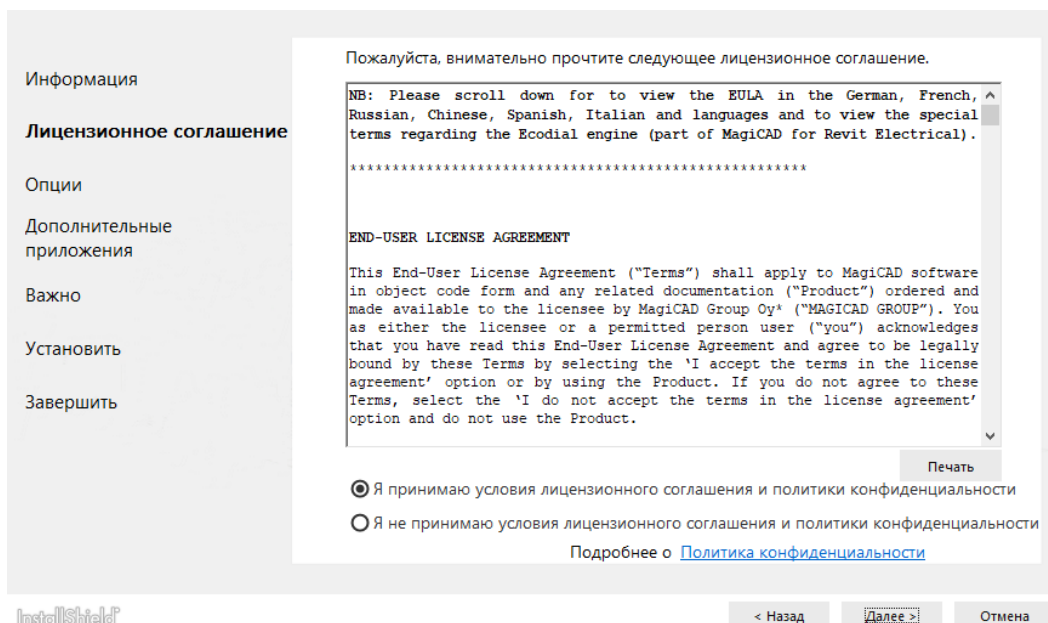 Пожалуйста, внимательно прочтите следующее лицензионное соглашение.
Информация
Лицензионное соглашение
Опции
Дополнительные
приложения
Важно
Установить
Завершить
NB: Please scroll down for to view the EULA in the German, French,
Russian, Chinese, Spanish, Italian and languages and to view the special
terms regarding the Ecodial engine (part of MagiCAD for Revit Electrical).
******************************************************
END-USER LICENSE AGREEMENT
This End-User License Agreement (“Terms”) shall apply to MagiCAD software
in object code form and any related documentation (“Product”) ordered and
made available to the licensee by MagiCAD Group Oy* (“MAGICAD GROUP”). You
as either the licensee or a permitted person user (“you”) acknowledges
that you have read this End-User License Agreement and agree to be legally
bound by these Terms by selecting the ‘I accept the terms in the license
agreement’ option or by using the Product. If you do not agree to these
Terms, select the ‘I do not accept the terms in the license agreement’
option and do not use the Product.
Печать
Я принимаю условия лицензионного соглашения и политики конфиденциальности
Я не принимаю условия лицензионного соглашения и политики конфиденциальности
Подробнее о Политика конфиденциальности
InstallShield
< Назад
Далее >
Отмена